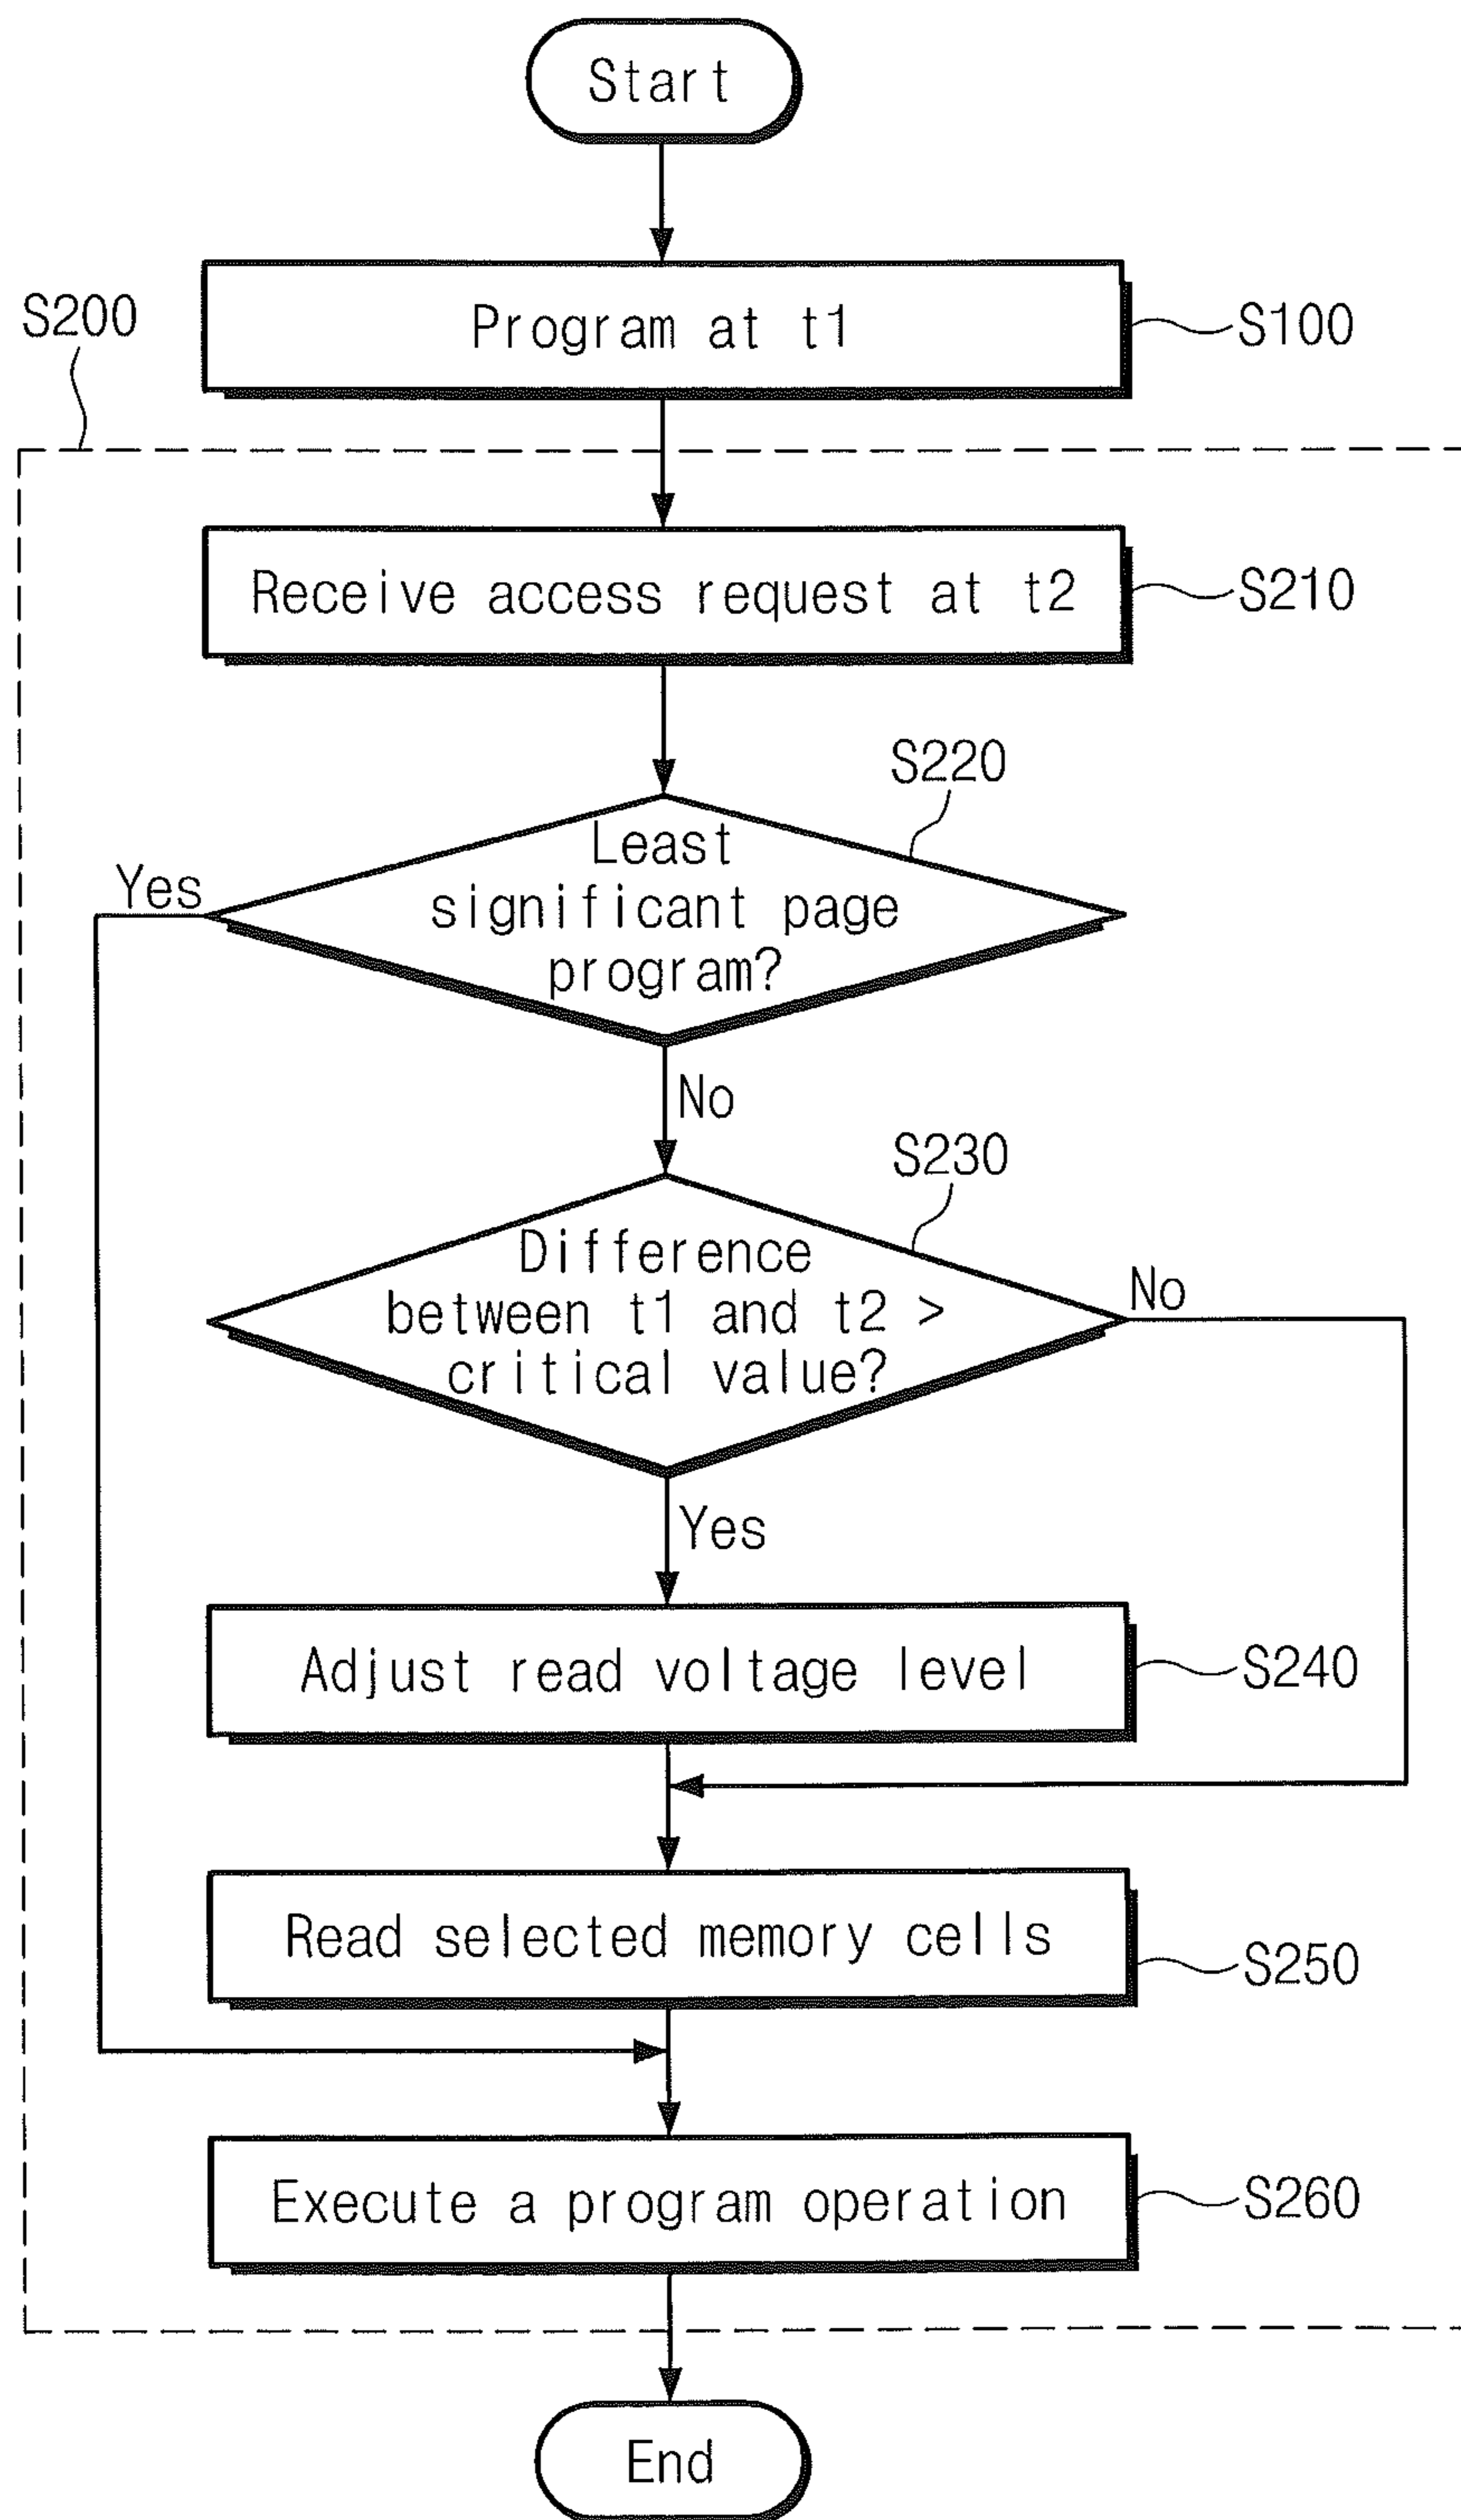 Start
Program at t1
S100
S200
Receive access request at t2
S210
S220
Least
significant page
program?
Yes
No
S230
Difference
between t1 and t2 >
critical value?
No
Yes
Adjust read voltage level
S240
Read selected memory cells
S250
Execute a program operation
S260
End